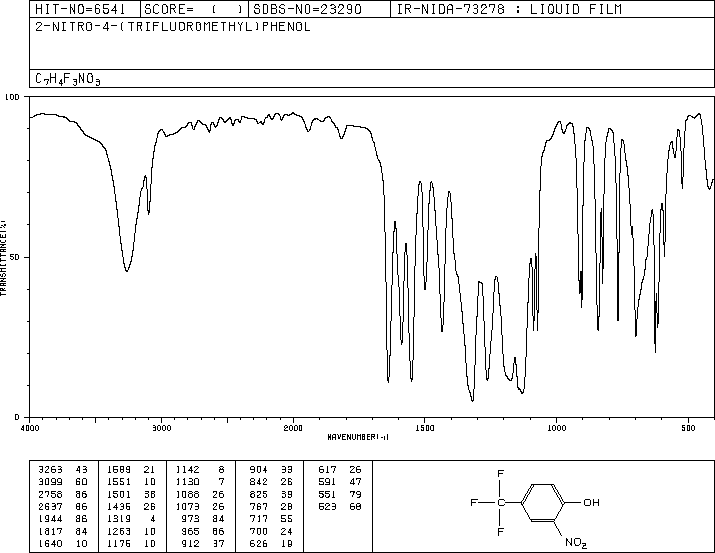 HIT-NO=6541 SCORE= ( ) SDBS-NO=23290 IR-NIDA-73278 : LIQUID FILM
2-NITRO-4-(TRIFLUOROMETHYL)PHENOL
C7H4F3NO3
100
50
0
TRANSMITTANCE(%)
4000 3000 2000 1500 1000 500
WAVENUMBER(-1)
3263 43 1589 21 1142 8 904 33 617 26
3099 60 1551 10 1130 7 842 26 591 47
2758 86 1501 38 1088 26 825 39 551 79
2637 86 1436 26 1073 26 767 28 523 68
1944 86 1319 4 973 84 717 55
1817 84 1263 10 965 86 700 24
1640 10 1176 10 912 37 626 19
F
F OH
F NO2